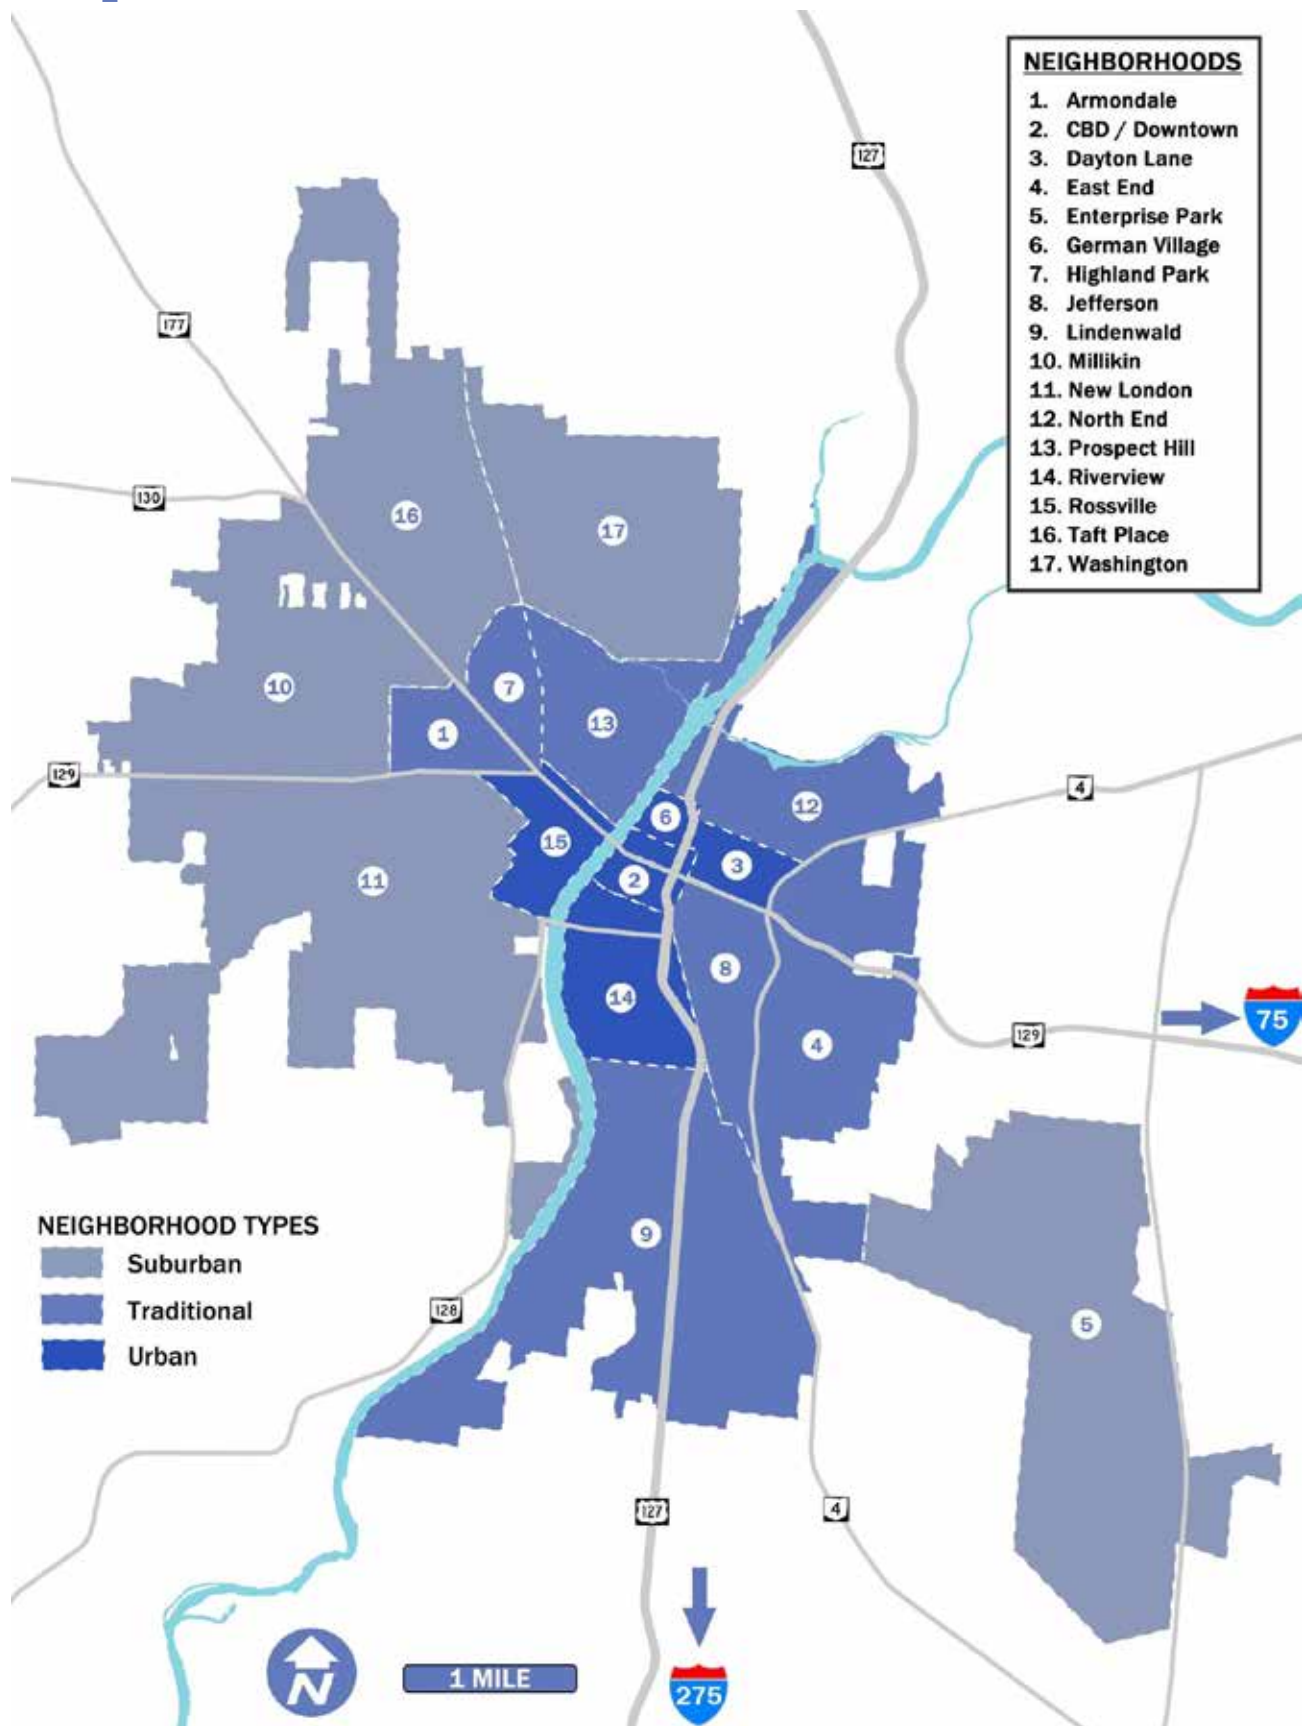 NEIGHBORHOODS
1. Armondale
2. CBD / Downtown
3. Dayton Lane
4. East End
5. Enterprise Park
6. German Village
7. Highland Park
8. Jefferson
9. Lindenwald
10. Millikin
11. New London
12. North End
13. Prospect Hill
14. Riverview
15. Rossville
16. Taft Place
17. Washington
127
177
130
16
17
10
7
13
1
129
4
12
6
15
3
2
11
8
14
75
129
4
9
5
NEIGHBORHOOD TYPES
Suburban
Traditional
Urban
128
127
4
N
1 MILE
275